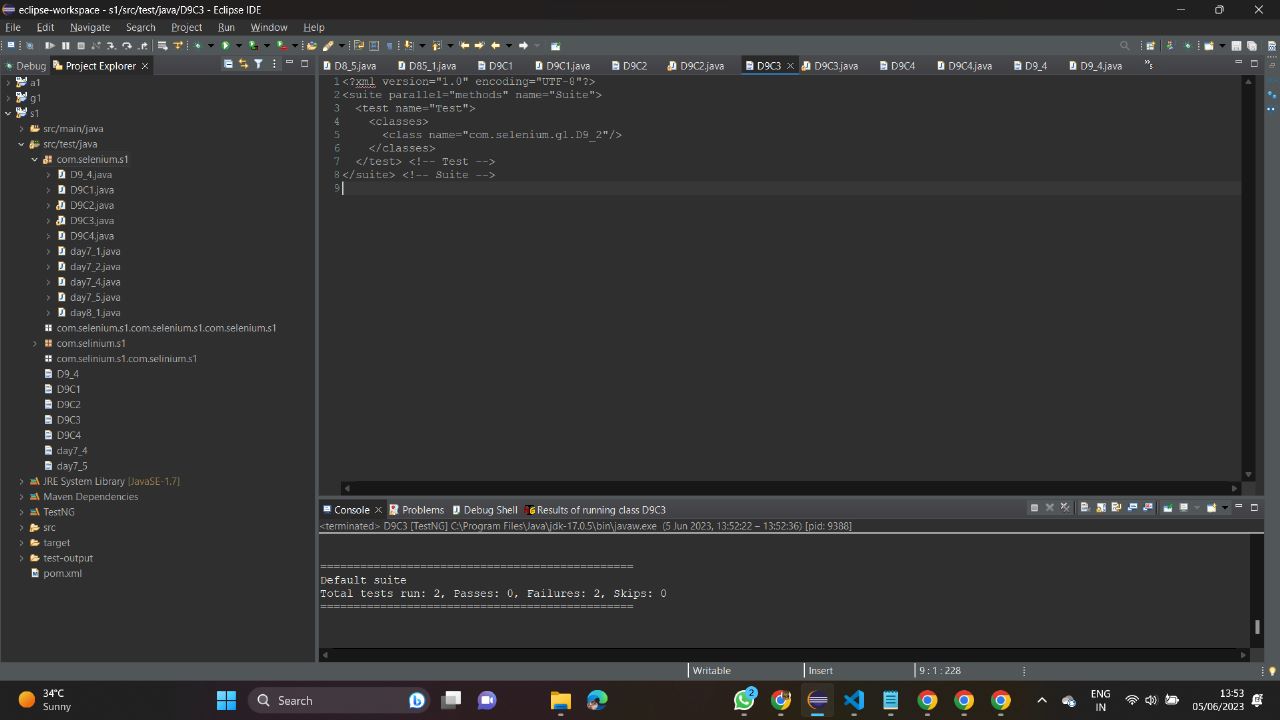 eclipse-workspace - s1/src/test/java/D9C3 - Eclipse IDE
File Edit Navigate Search Project Run Window Help
Debug Project Explorer
D8_5.java D85_1.java D9C1 D9C1.java D9C2 D9C2.java D9C3 D9C3.java D9C4 D9C4.java D9_4 D9_4.java
a1
g1
s1
src/main/java
src/test/java
com.selenium.s1
D9_4.java
D9C1.java
D9C2.java
D9C3.java
D9C4.java
day7_1.java
day7_2.java
day7_4.java
day7_5.java
day8_1.java
com.selenium.s1.com.selenium.s1.com.selenium.s1
com.selinium.s1
com.selinium.s1.com.selinium.s1
D9_4
D9C1
D9C2
D9C3
D9C4
day7_4
day7_5
JRE System Library [JavaSE-1.7]
Maven Dependencies
TestNG
src
target
test-output
pom.xml
1 <?xml version="1.0" encoding="UTF-8"?>
2 <suite parallel="methods" name="Suite">
3 <test name="Test">
4 <classes>
5 <class name="com.selenium.g1.D9_2"/>
6 </classes>
7 </test> <!-- Test -->
8 </suite> <!-- Suite -->
9
Console Problems Debug Shell Results of running class D9C3
<terminated> D9C3 [TestNG] C:\Program Files\Java\jdk-17.0.5\bin\javaw.exe (5 Jun 2023, 13:52:22 – 13:52:36) [pid: 9388]
===============================================
Default suite
Total tests run: 2, Passes: 0, Failures: 2, Skips: 0
===============================================
Writable Insert 9 : 1 : 228
34°C
Sunny
Search
2
ENG
IN
13:53
05/06/2023